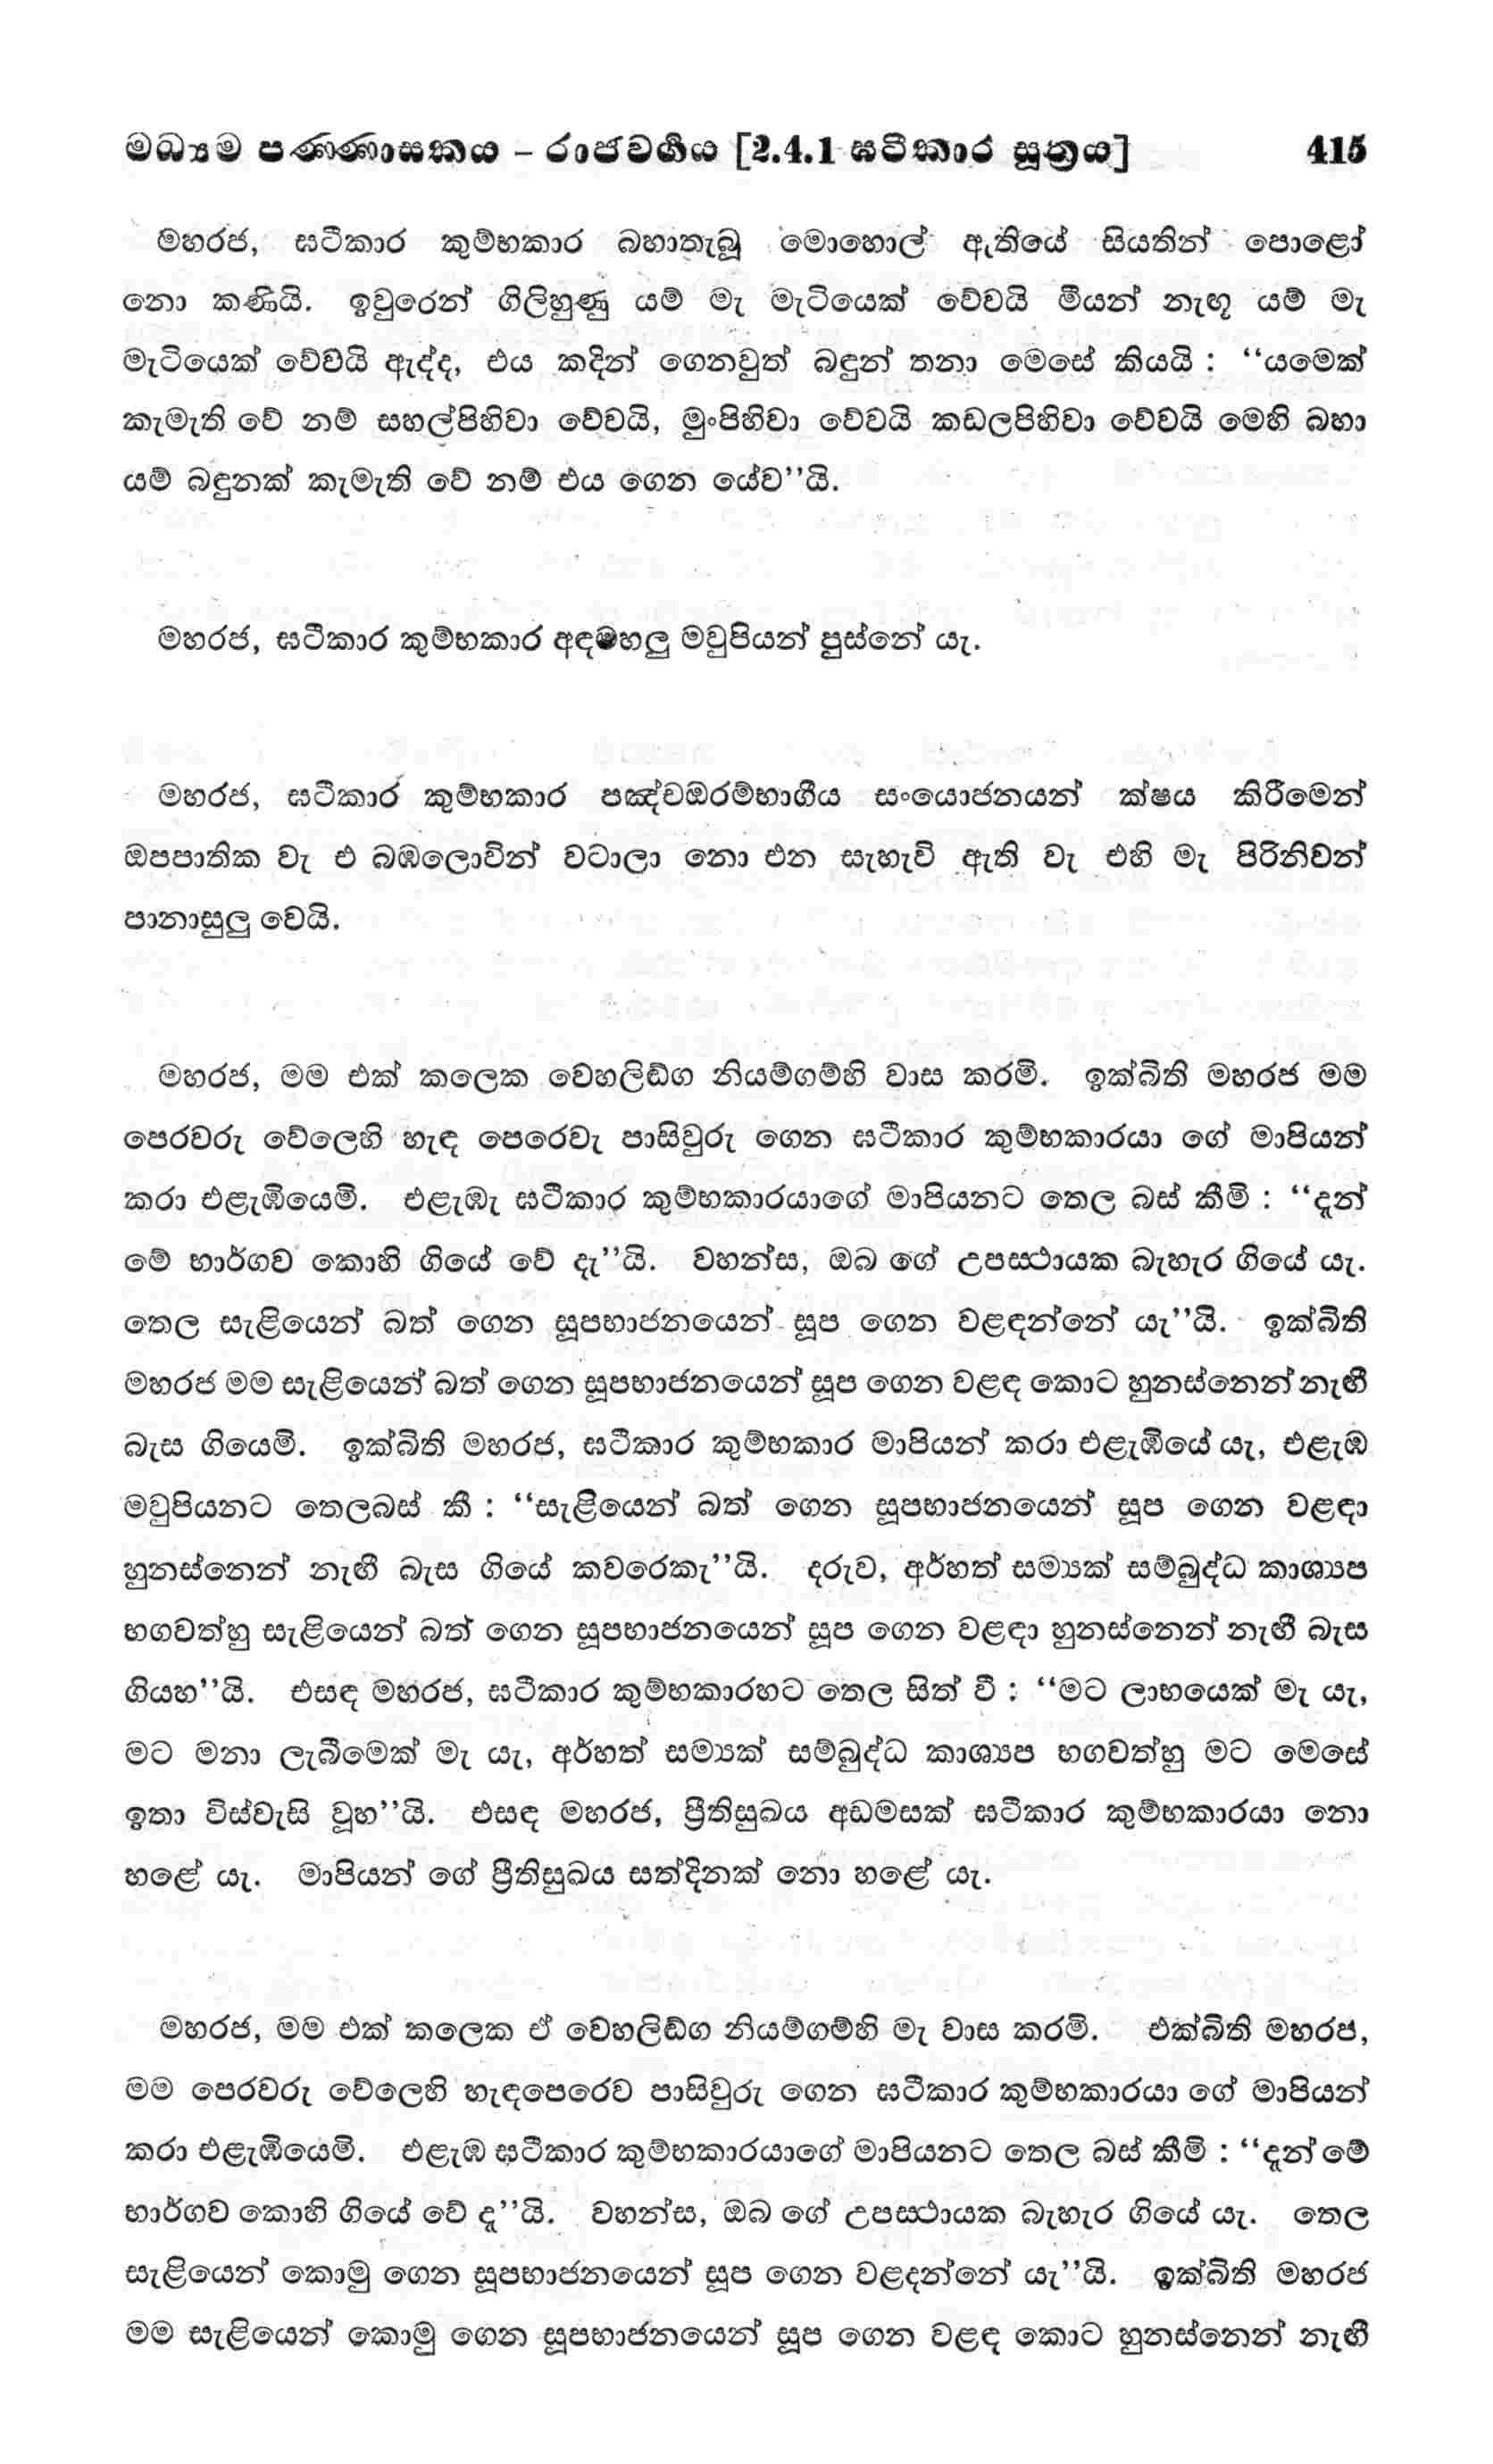 මධ්‍යම පණ්ණාසකය – රාජවර්‍ගය [2.4.1 ඝටීකාර සූත්‍රය] 415
මහරජ, ඝටීකාර කුම්භකාර බහාතැබූ මොහොල් ඇතියේ සියතින් පොළෝ
නො කණියි. ඉවුරෙන් ගිලිහුණු යම් මැ මැටියෙක් වේවයි මීයන් නැඟූ යම් මැ
මැටියෙක් වේවයි ඇද්ද, එය කදින් ගෙනවුත් බඳුන් තනා මෙසේ කියයි : “යමෙක්
කැමැති වේ නම් සහල්පිහිවා වේවයි, මුංපිහිවා වේවයි කඩලපිහිවා වේවයි මෙහි බහා
යම් බඳුනක් කැමැති වේ නම් එය ගෙන යේව”යි.
මහරජ, ඝටීකාර කුම්භකාර අඳමහලු මවුපියන් පුස්නේ යැ.
මහරජ, ඝටීකාර කුම්භකාර පඤ්චඔරම්භාගීය සංයොජනයන් ක්ෂය කිරීමෙන්
ඔපපාතික වැ එ බඹලොවින් වටාලා නො එන සැහැවි ඇති වැ එහි මැ පිරිනිවන්
පානාසුලු වෙයි.
මහරජ, මම එක් කලෙක වෙහලිඬ්ග නියම්ගම්හි වාස කරමි. ඉක්බිති මහරජ මම
පෙරවරු වේලෙහි හැඳ පෙරෙවැ පාසිවුරු ගෙන ඝටීකාර කුම්භකාරයා ගේ මාපියන්
කරා එළැඹියෙමි. එළැඹැ ඝටීකාර කුම්භකාරයාගේ මාපියනට තෙල බස් කීමි : “දැන්
මේ භාර්ගව කොහි ගියේ වේ දැ”යි. වහන්ස, ඔබ ගේ උපස්ථායක බැහැර ගියේ යැ.
තෙල සැළියෙන් බත් ගෙන සූපභාජනයෙන් සූප ගෙන වළඳන්නේ යැ”යි. ඉක්බිති
මහරජ මම සැළියෙන් බත් ගෙන සූපභාජනයෙන් සූප ගෙන වළඳ කොට හුනස්නෙන් නැඟී
බැස ගියෙමි. ඉක්බිති මහරජ, ඝටීකාර කුම්භකාර මාපියන් කරා එළැඹියේ යැ, එළැඹ
මවුපියනට තෙලබස් කී : “සැළියෙන් බත් ගෙන සූපභාජනයෙන් සූප ගෙන වළඳා
හුනස්නෙන් නැඟී බැස ගියේ කවරෙකැ”යි. දරුව, අර්හත් සම්‍යක් සම්බුද්ධ කාශ්‍යප
භගවත්හු සැළියෙන් බත් ගෙන සූපභාජනයෙන් සූප ගෙන වළඳා හුනස්නෙන් නැඟී බැස
ගියහ”යි. එසඳ මහරජ, ඝටීකාර කුම්භකාරහට තෙල සිත් වී : “මට ලාභයෙක් මැ යැ,
මට මනා ලැබීමෙක් මැ යැ, අර්හත් සම්‍යක් සම්බුද්ධ කාශ්‍යප භගවත්හු මට මෙසේ
ඉතා විස්වැසි වූහ”යි. එසඳ මහරජ, ප්‍රීතිසුඛය අඩමසක් ඝටීකාර කුම්භකාරයා නො
හළේ යැ. මාපියන් ගේ ප්‍රීතිසුඛය සත්දිනක් නො හළේ යැ.
මහරජ, මම එක් කලෙක ඒ වෙහලිඬ්ග නියම්ගම්හි මැ වාස කරමි. එක්බිති මහරජ,
මම පෙරවරු වේලෙහි හැඳපෙරෙව පාසිවුරු ගෙන ඝටීකාර කුම්භකාරයා ගේ මාපියන්
කරා එළැඹියෙමි. එළැඹ ඝටීකාර කුම්භකාරයාගේ මාපියනට තෙල බස් කීමි : “දැන් මේ
භාර්ගව කොහි ගියේ වේ දැ”යි. වහන්ස, ඔබ ගේ උපස්ථායක බැහැර ගියේ යැ. තෙල
සැළියෙන් කොමු ගෙන සූපභාජනයෙන් සූප ගෙන වළදන්නේ යැ”යි. ඉක්බිති මහරජ
මම සැළියෙන් කොමු ගෙන සූපභාජනයෙන් සූප ගෙන වළඳ කොට හුනස්නෙන් නැඟී